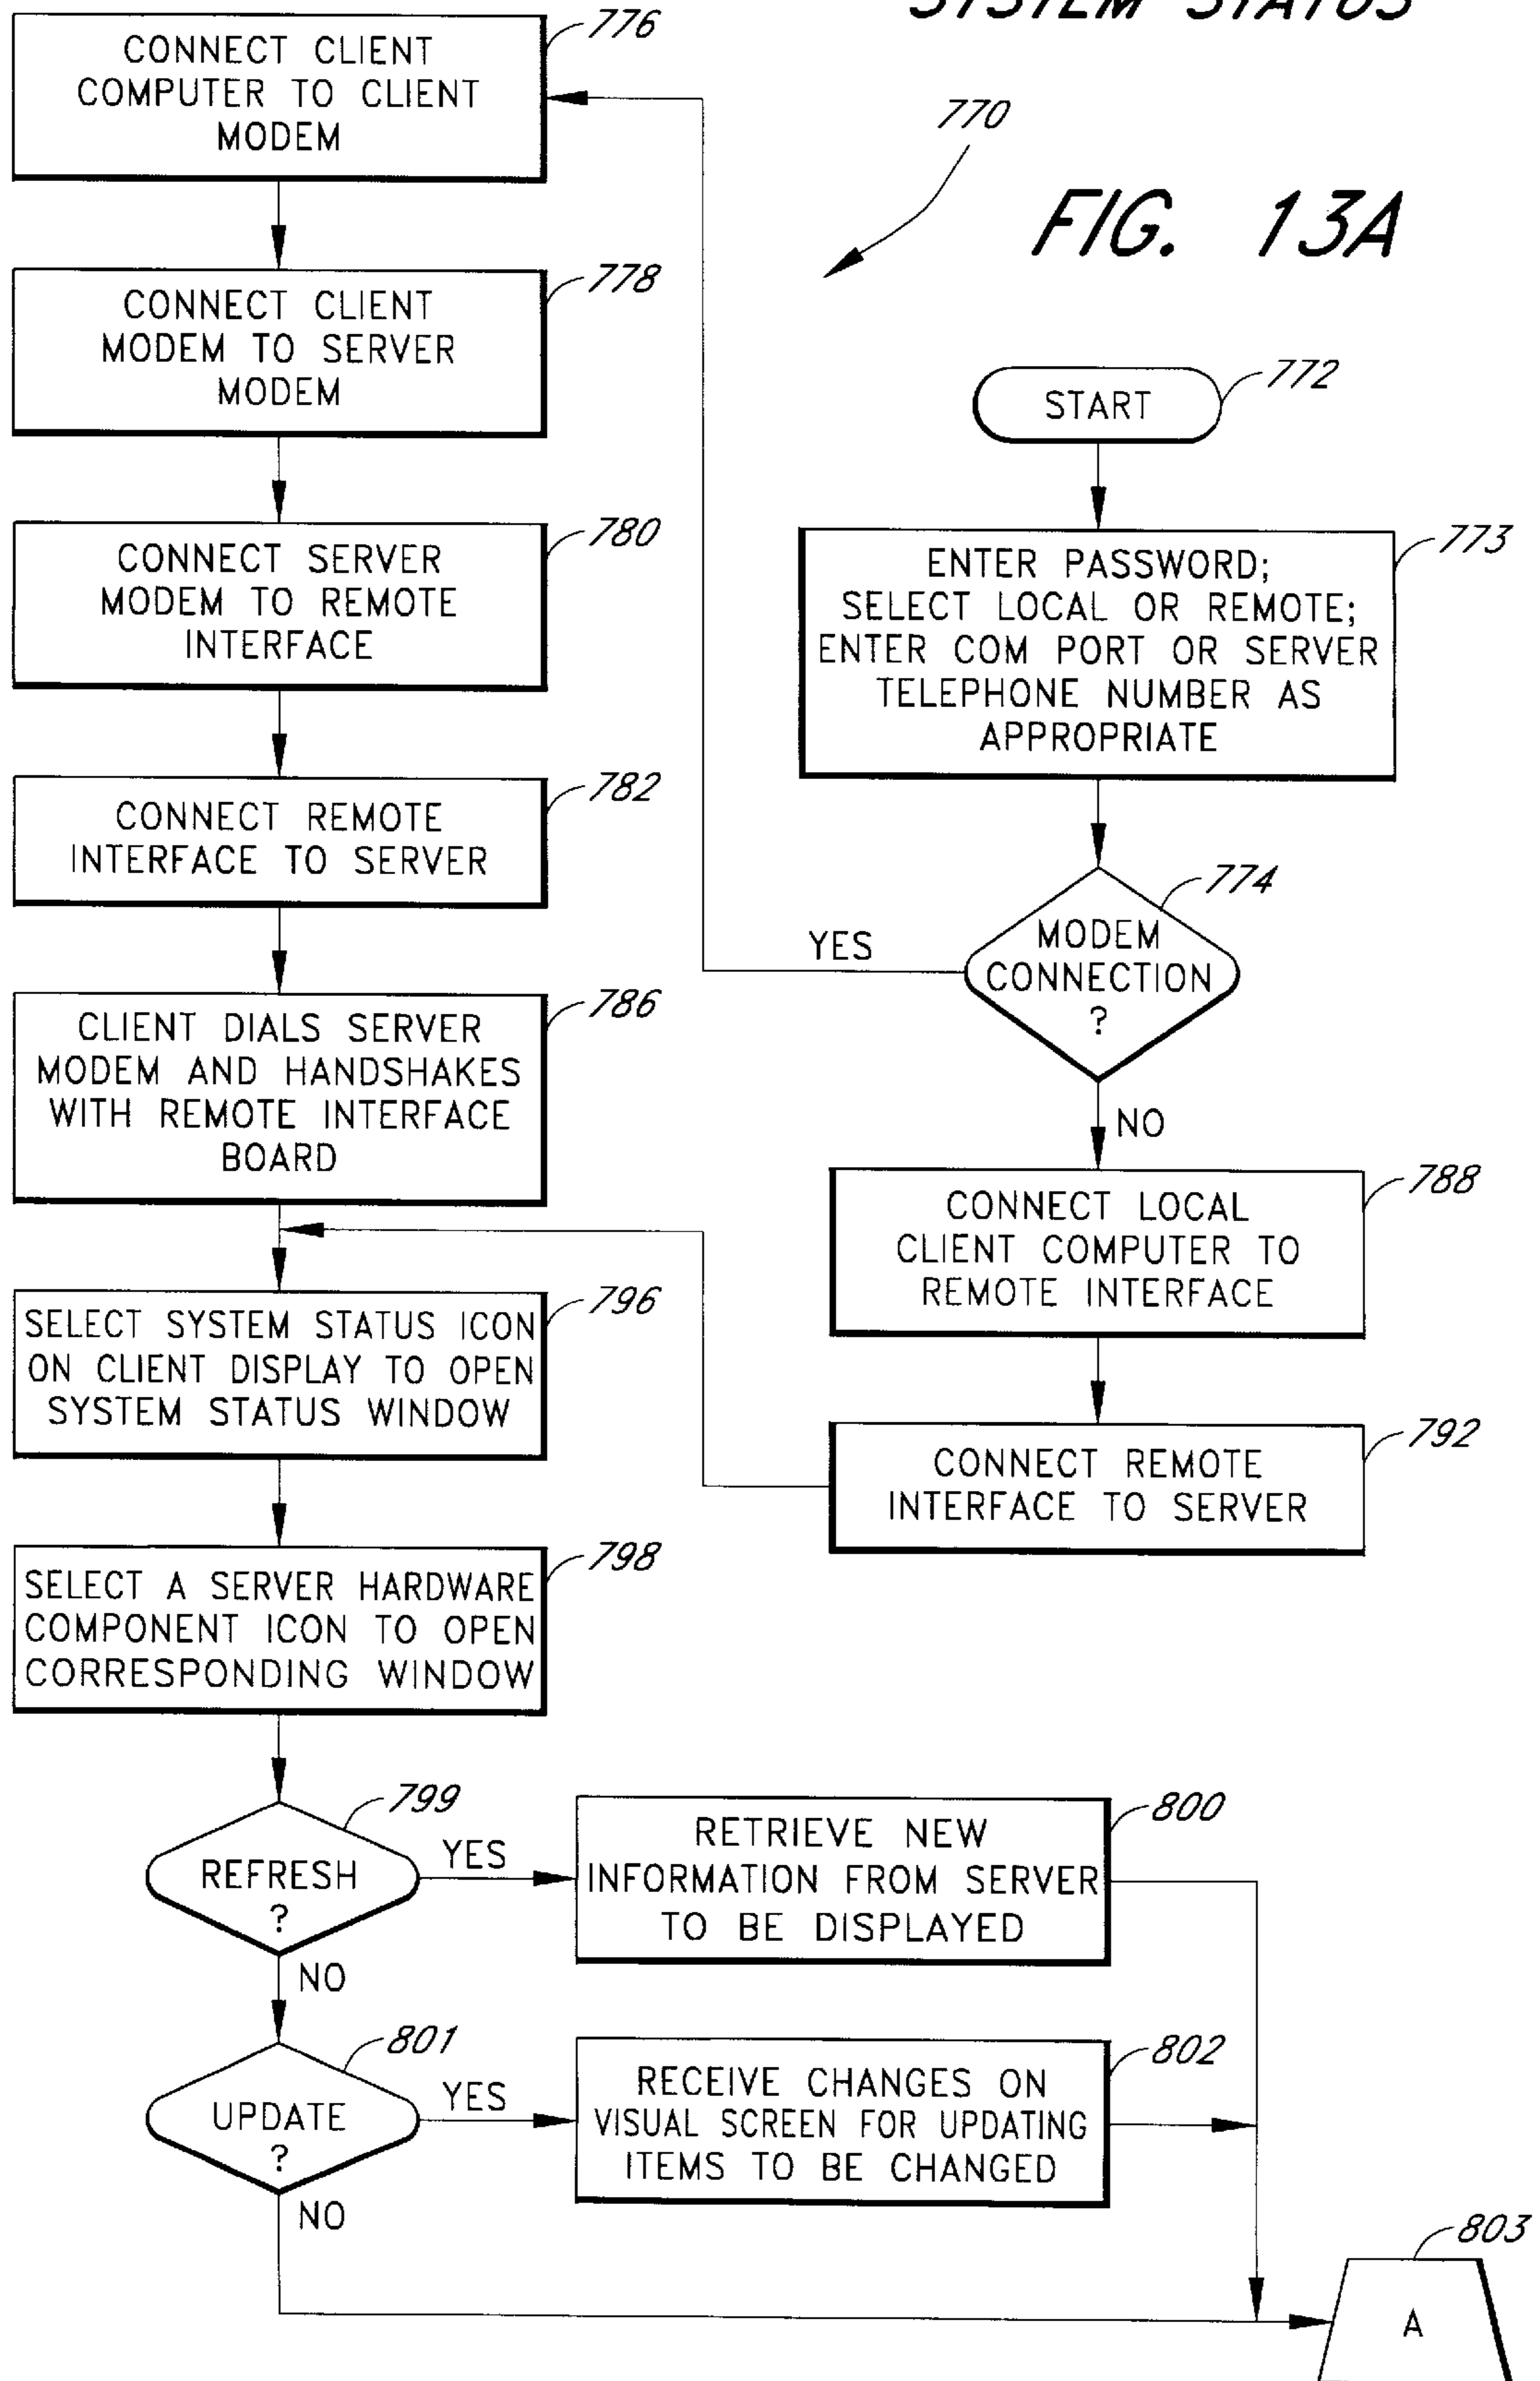 SYSTEM STATUS
770
FIG. 13A
776
CONNECT CLIENT
COMPUTER TO CLIENT
MODEM
778
CONNECT CLIENT
MODEM TO SERVER
MODEM
780
CONNECT SERVER
MODEM TO REMOTE
INTERFACE
782
CONNECT REMOTE
INTERFACE TO SERVER
786
CLIENT DIALS SERVER
MODEM AND HANDSHAKES
WITH REMOTE INTERFACE
BOARD
772
START
773
ENTER PASSWORD;
SELECT LOCAL OR REMOTE;
ENTER COM PORT OR SERVER
TELEPHONE NUMBER AS
APPROPRIATE
774
MODEM
CONNECTION
?
YES
NO
788
CONNECT LOCAL
CLIENT COMPUTER TO
REMOTE INTERFACE
792
CONNECT REMOTE
INTERFACE TO SERVER
796
SELECT SYSTEM STATUS ICON
ON CLIENT DISPLAY TO OPEN
SYSTEM STATUS WINDOW
798
SELECT A SERVER HARDWARE
COMPONENT ICON TO OPEN
CORRESPONDING WINDOW
799
REFRESH
?
YES
NO
800
RETRIEVE NEW
INFORMATION FROM SERVER
TO BE DISPLAYED
801
UPDATE
?
YES
NO
802
RECEIVE CHANGES ON
VISUAL SCREEN FOR UPDATING
ITEMS TO BE CHANGED
803
A